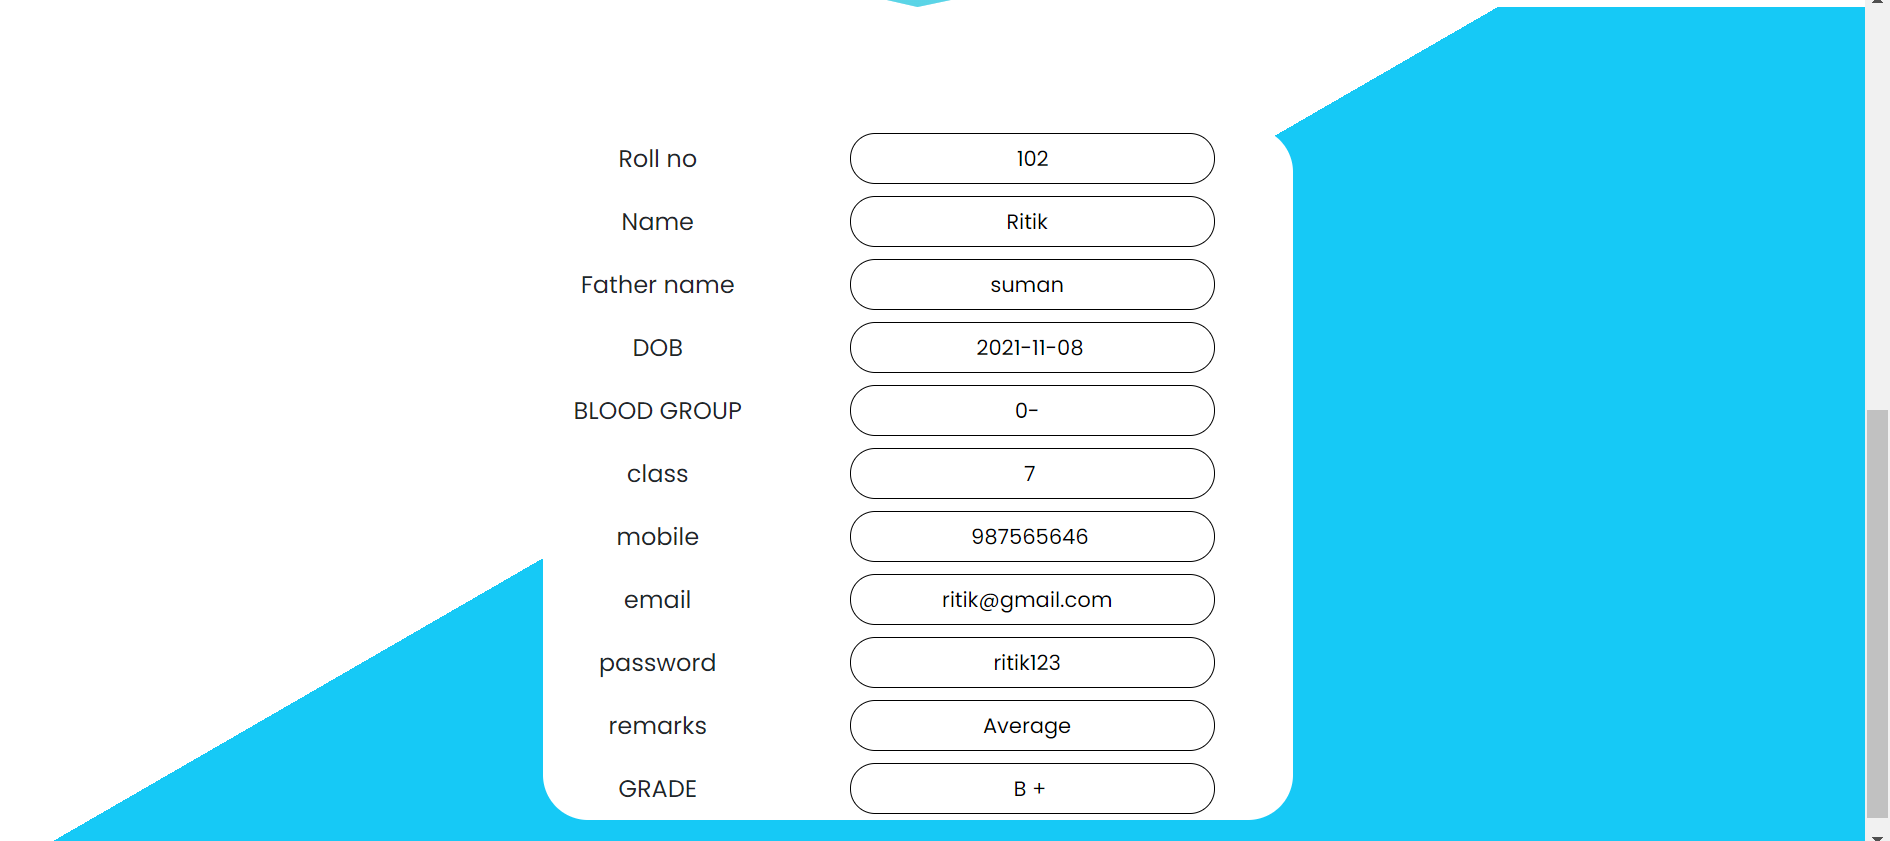 Roll no 102
Name Ritik
Father name suman
DOB 2021-11-08
BLOOD GROUP 0-
class 7
mobile 987565646
email ritik@gmail.com
password ritik123
remarks Average
GRADE B +